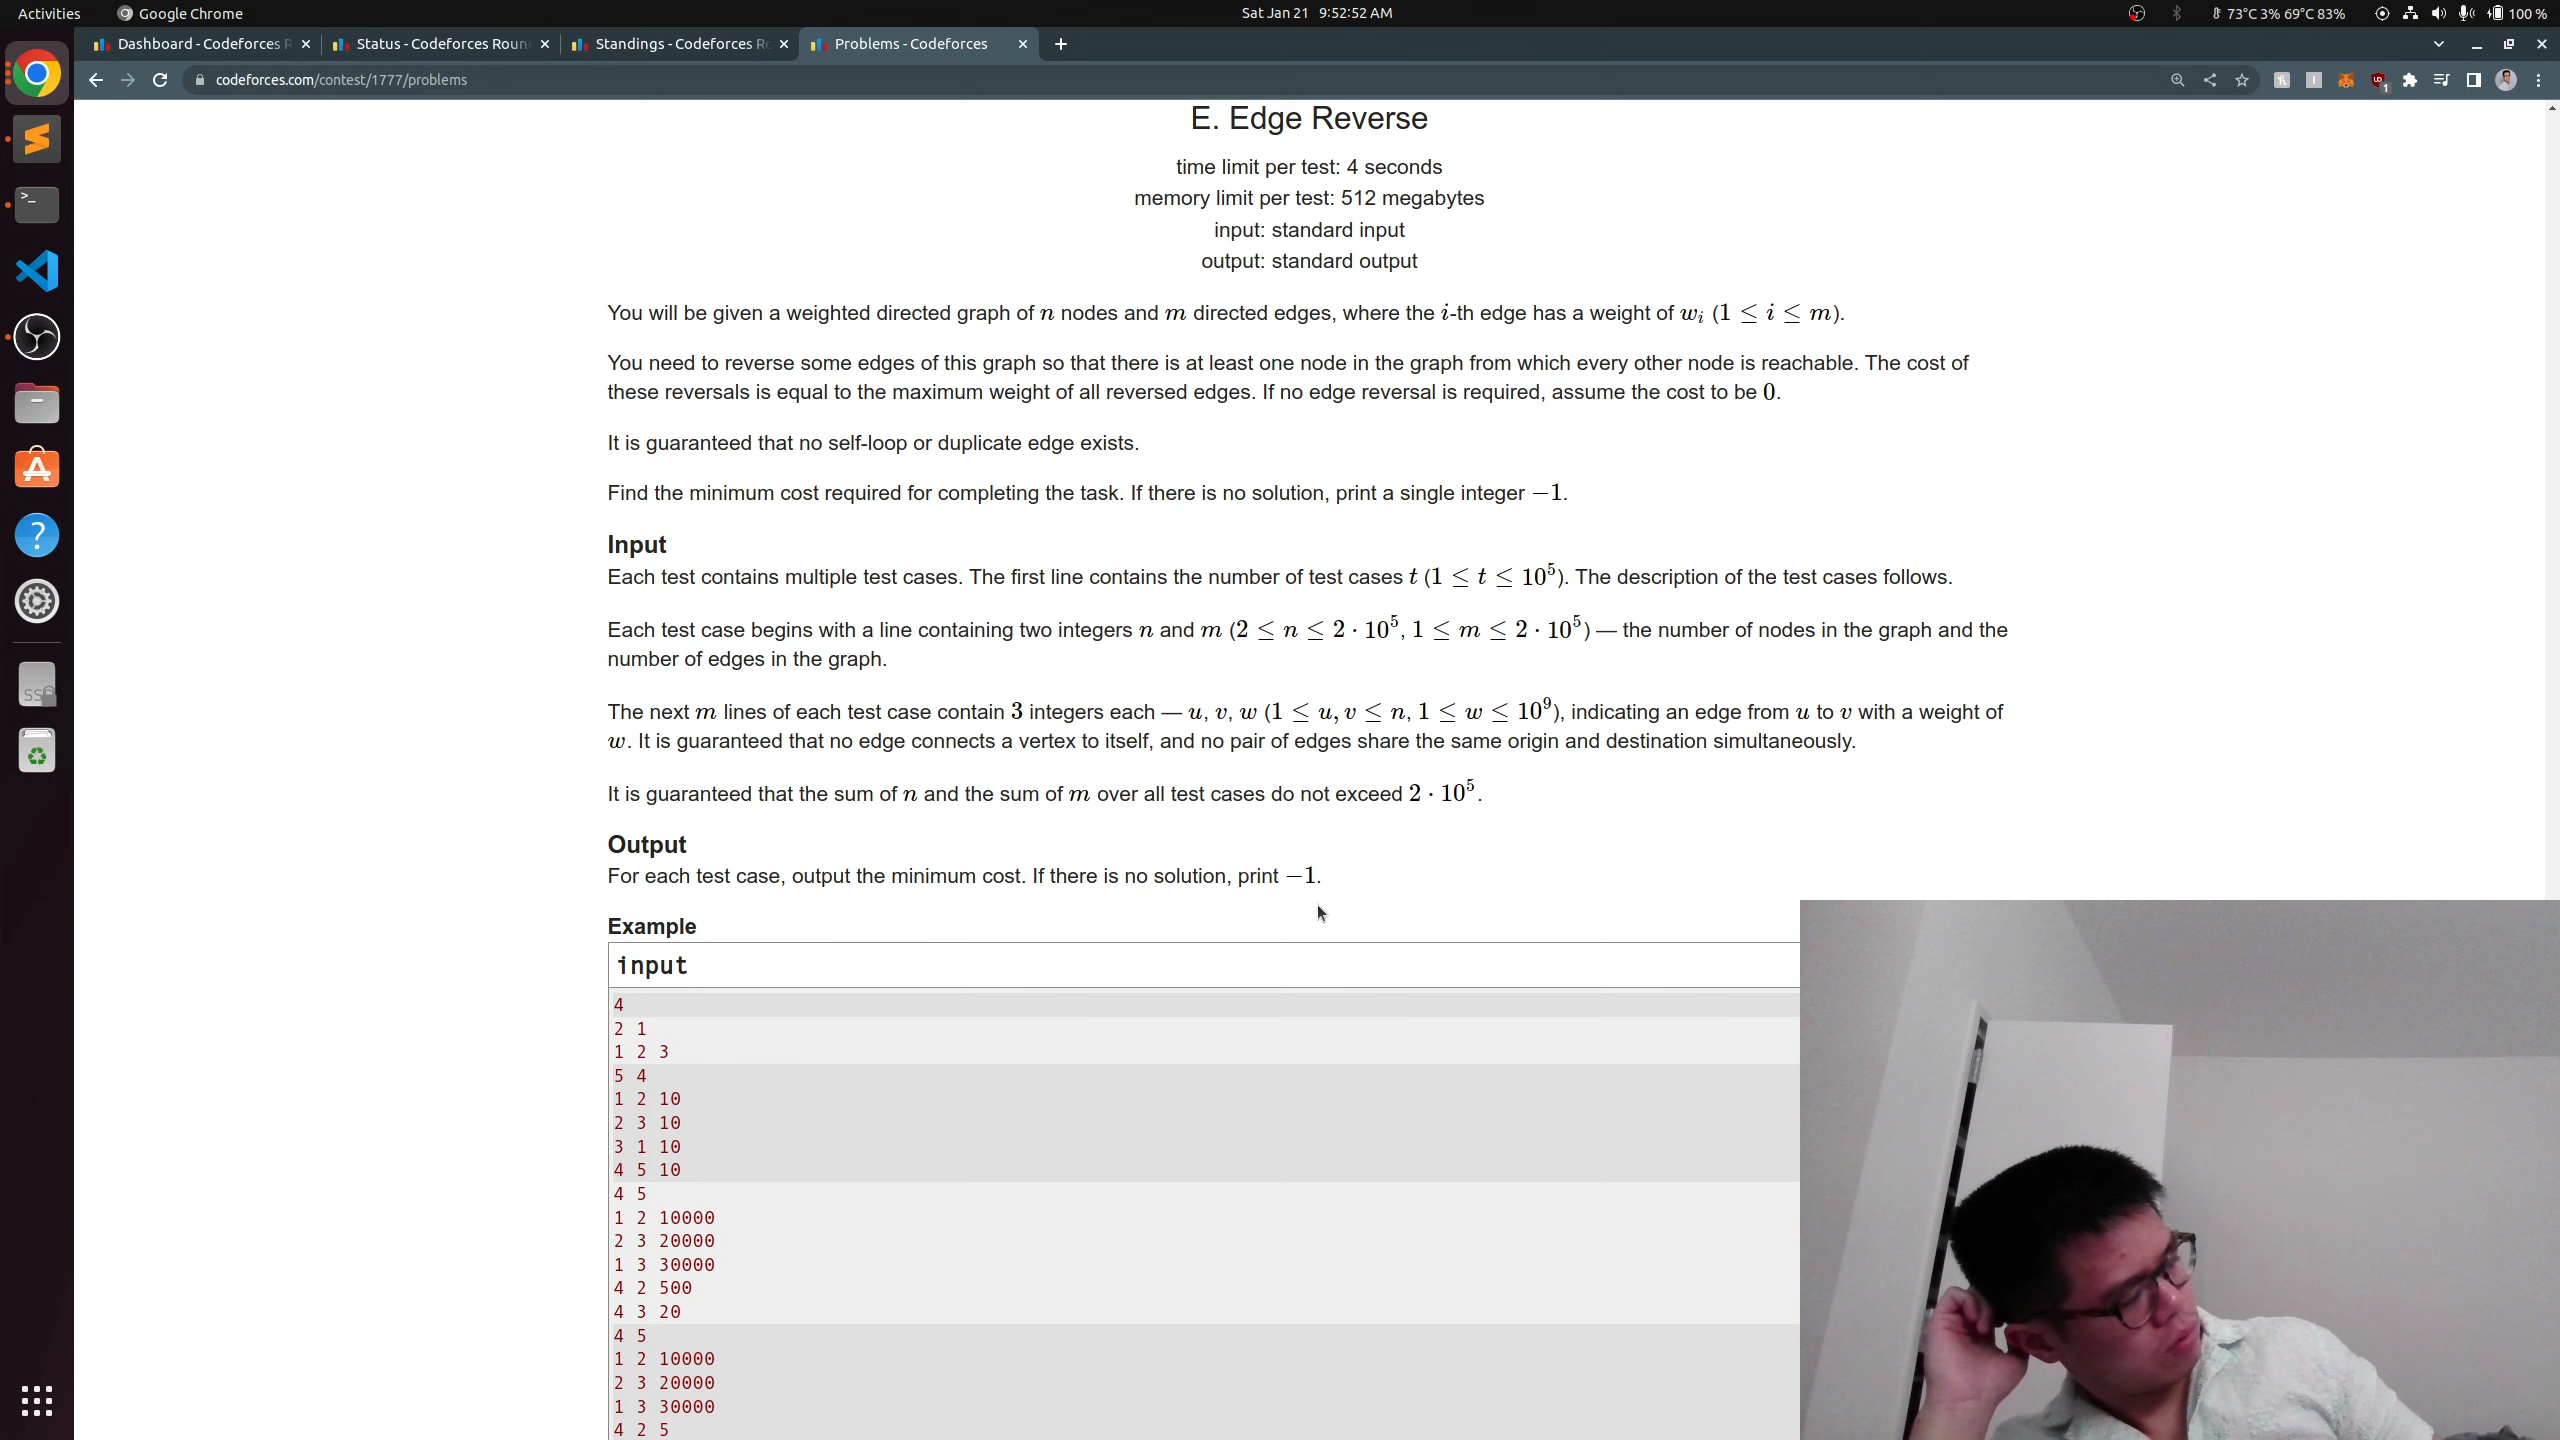 Activities
Google Chrome
Sat Jan 21 9:52:52 AM
73°C 3% 69°C 83%
100 %
Dashboard - Codeforces R
Status - Codeforces Roun
Standings - Codeforces Ro
Problems - Codeforces
codeforces.com/contest/1777/problems
E. Edge Reverse
time limit per test: 4 seconds
memory limit per test: 512 megabytes
input: standard input
output: standard output
You will be given a weighted directed graph of n nodes and m directed edges, where the i-th edge has a weight of w_i (1 ≤ i ≤ m).
You need to reverse some edges of this graph so that there is at least one node in the graph from which every other node is reachable. The cost of
these reversals is equal to the maximum weight of all reversed edges. If no edge reversal is required, assume the cost to be 0.
It is guaranteed that no self-loop or duplicate edge exists.
Find the minimum cost required for completing the task. If there is no solution, print a single integer −1.
Input
Each test contains multiple test cases. The first line contains the number of test cases t (1 ≤ t ≤ 10^5). The description of the test cases follows.
Each test case begins with a line containing two integers n and m (2 ≤ n ≤ 2 · 10^5, 1 ≤ m ≤ 2 · 10^5) — the number of nodes in the graph and the
number of edges in the graph.
The next m lines of each test case contain 3 integers each — u, v, w (1 ≤ u, v ≤ n, 1 ≤ w ≤ 10^9), indicating an edge from u to v with a weight of
w. It is guaranteed that no edge connects a vertex to itself, and no pair of edges share the same origin and destination simultaneously.
It is guaranteed that the sum of n and the sum of m over all test cases do not exceed 2 · 10^5.
Output
For each test case, output the minimum cost. If there is no solution, print −1.
Example
input
4
2 1
1 2 3
5 4
1 2 10
2 3 10
3 1 10
4 5 10
4 5
1 2 10000
2 3 20000
1 3 30000
4 2 500
4 3 20
4 5
1 2 10000
2 3 20000
1 3 30000
4 2 5